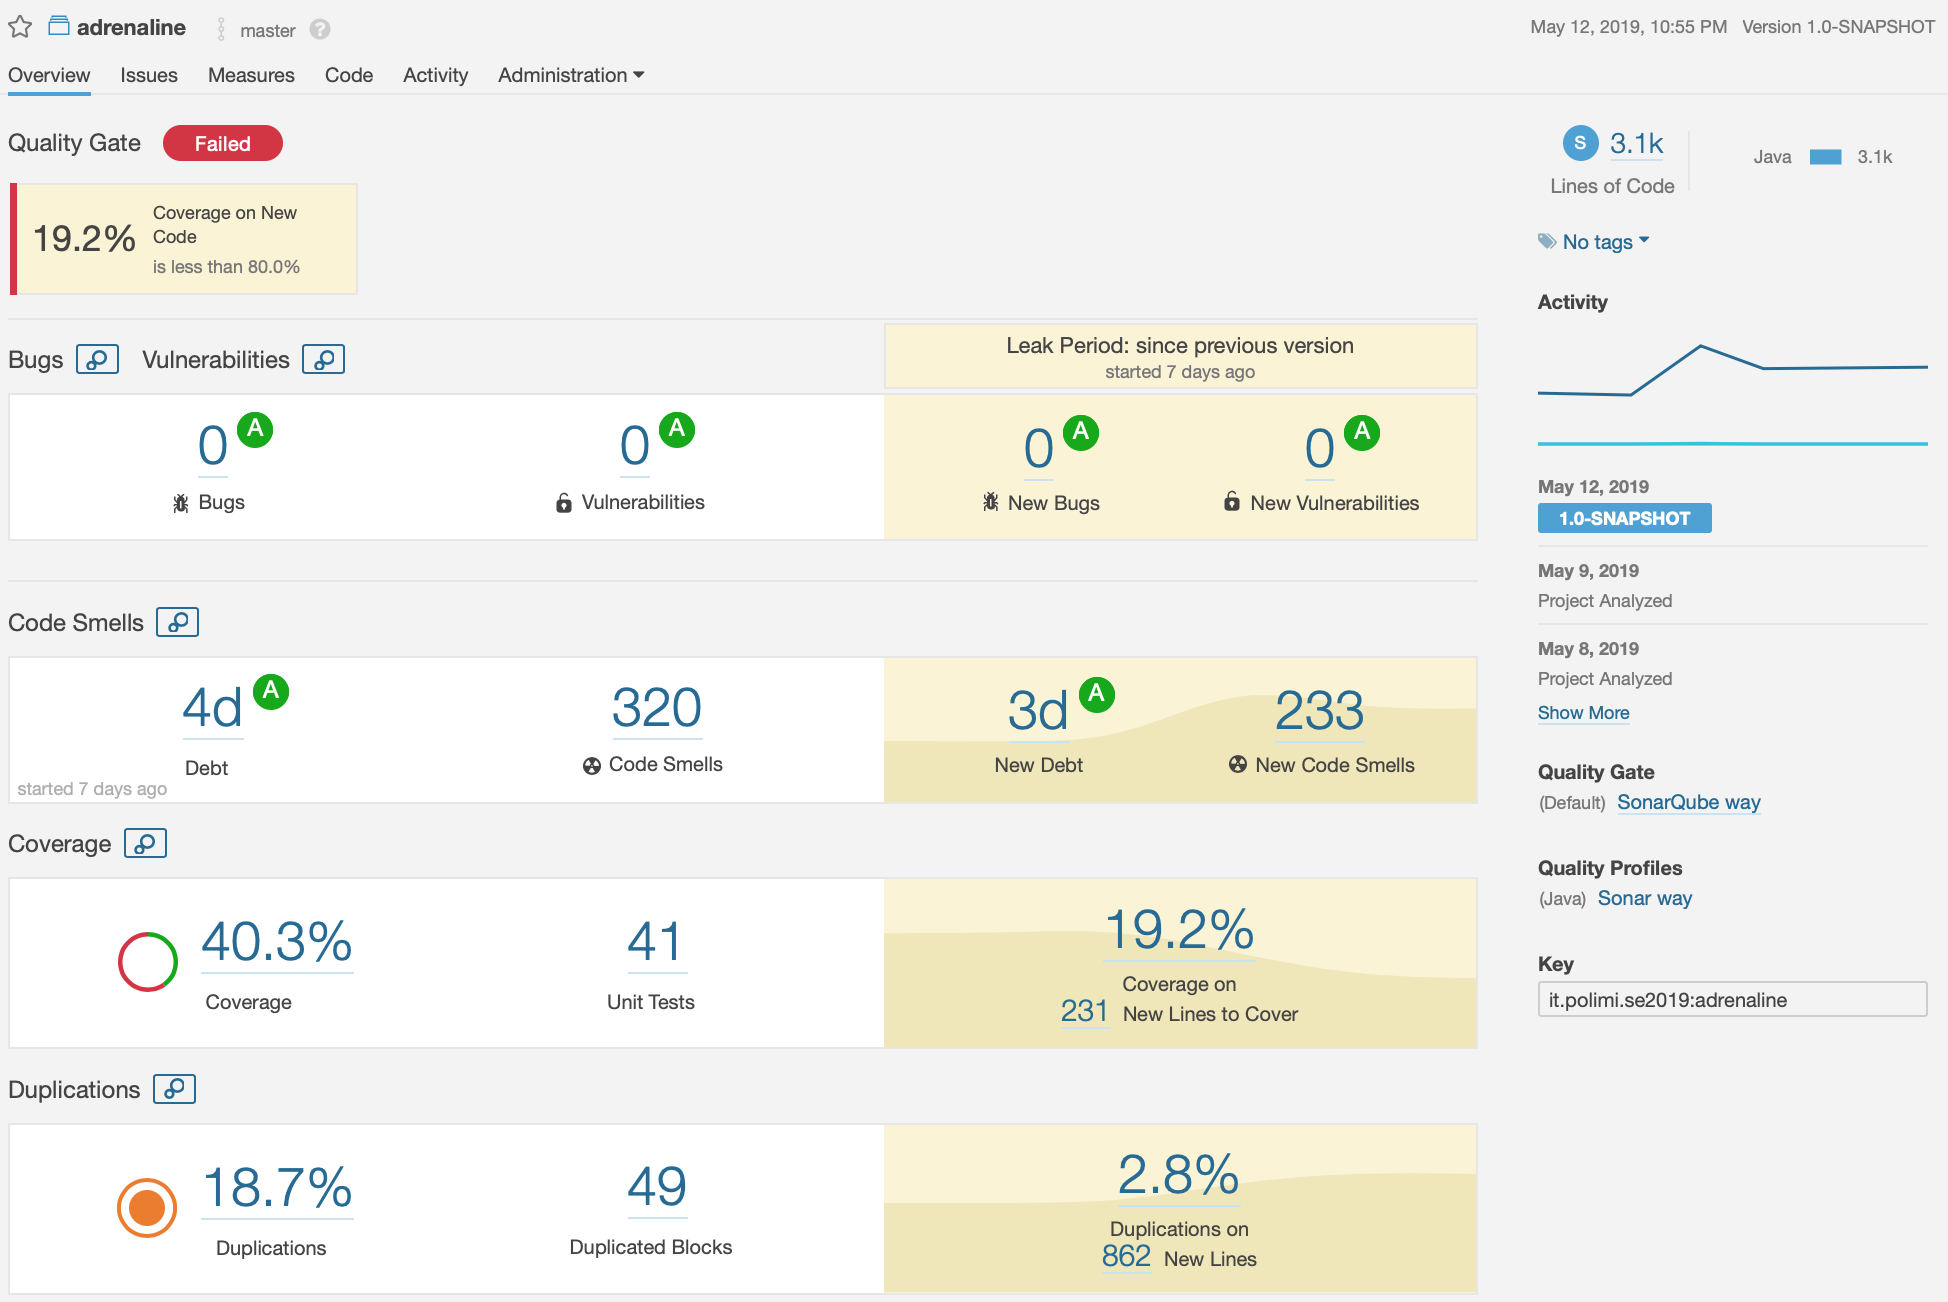 adrenaline master ? May 12, 2019, 10:55 PM Version 1.0-SNAPSHOT
Overview Issues Measures Code Activity Administration
Quality Gate Failed
19.2% Coverage on New
Code
is less than 80.0%
Bugs Vulnerabilities
Leak Period: since previous version
started 7 days ago
0 A
Bugs
0 A
Vulnerabilities
0 A
New Bugs
0 A
New Vulnerabilities
Code Smells
4d A
Debt
started 7 days ago
320
Code Smells
3d A
New Debt
233
New Code Smells
Coverage
40.3%
Coverage
41
Unit Tests
19.2%
Coverage on
231 New Lines to Cover
Duplications
18.7%
Duplications
49
Duplicated Blocks
2.8%
Duplications on
862 New Lines
S 3.1k
Lines of Code
Java 3.1k
No tags
Activity
May 12, 2019
1.0-SNAPSHOT
May 9, 2019
Project Analyzed
May 8, 2019
Project Analyzed
Show More
Quality Gate
(Default) SonarQube way
Quality Profiles
(Java) Sonar way
Key
it.polimi.se2019:adrenaline